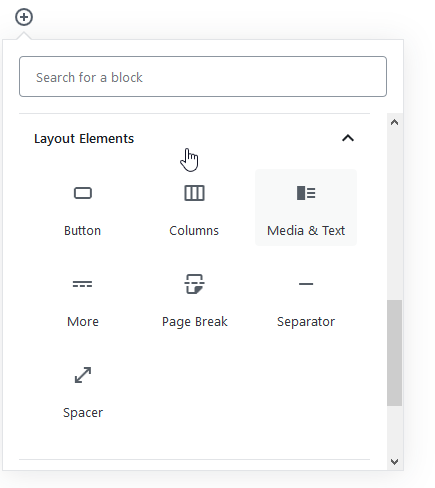 Search for a block
Layout Elements
Button Columns Media & Text
More Page Break Separator
Spacer